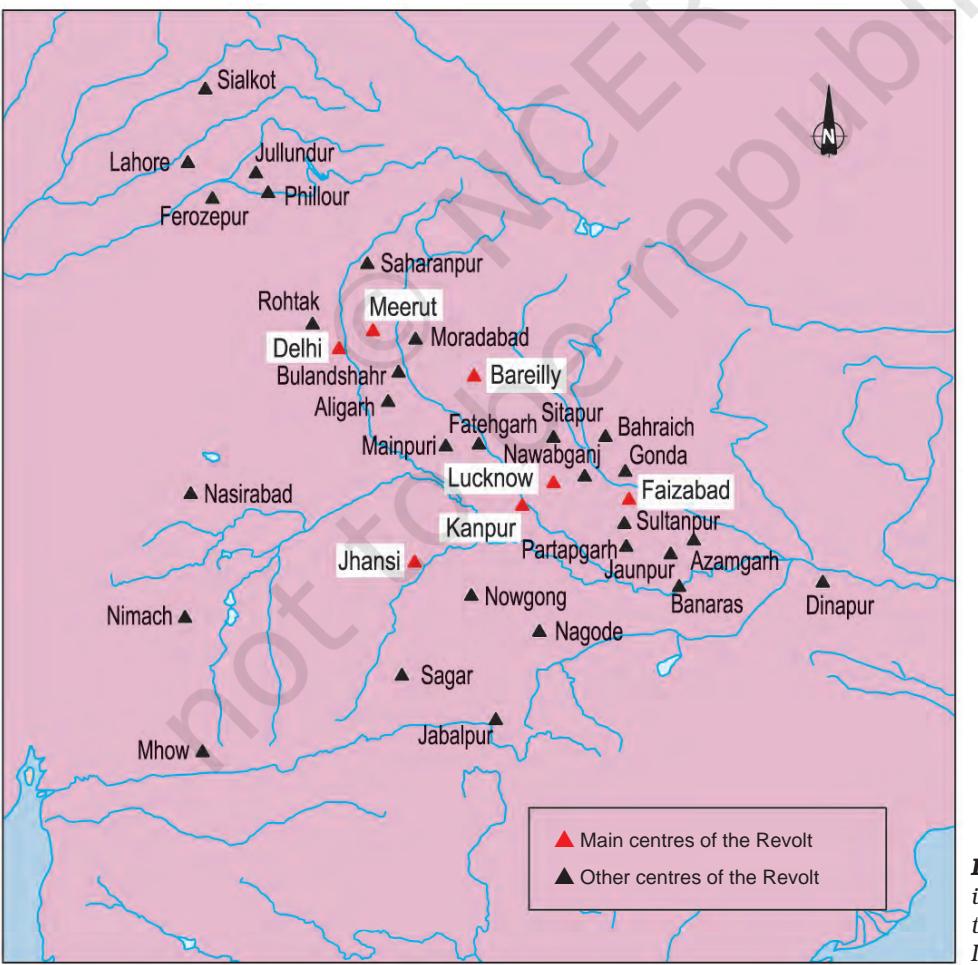 Sialkot
Lahore
Jullundur
Phillour
Ferozepur
Saharanpur
Rohtak
Meerut
Delhi
Moradabad
Bulandshahr
Bareilly
Aligarh
Sitapur
Fatehgarh
Bahraich
Mainpuri
Nawabganj
Gonda
Lucknow
Faizabad
Nasirabad
Kanpur
Sultanpur
Partapgarh
Jhansi
Jaunpur
Azamgarh
Nowgong
Banaras
Dinapur
Nimach
Nagode
Sagar
Jabalpur
Mhow
N
Main centres of the Revolt
Other centres of the Revolt
© NCER
not to be republi